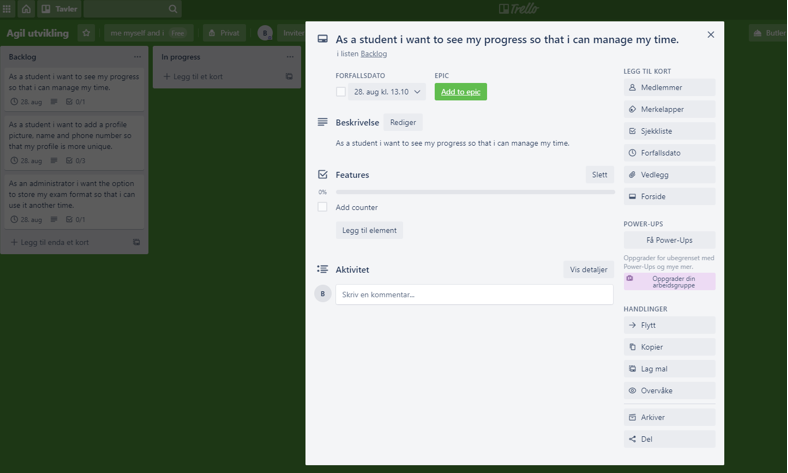 Tavler
Trello
Agil utvikling
me myself and i
Free
Privat
B
Inviter
Butler
Backlog
As a student i want to see my progress
so that i can manage my time.
28. aug
0/1
As a student i want to add a profile
picture, name and phone number so
that my profile is more unique.
28. aug
0/3
As an administrator i want the option
to store my exam format so that i can
use it another time.
28. aug
0/1
+ Legg til enda et kort
In progress
+ Legg til et kort
As a student i want to see my progress so that i can manage my time.
i listen Backlog
FORFALLSDATO
EPIC
28. aug kl. 13.10
Add to epic
Beskrivelse
Rediger
As a student i want to see my progress so that i can manage my time.
Features
Slett
0%
Add counter
Legg til element
Aktivitet
Vis detaljer
B
Skriv en kommentar...
LEGG TIL KORT
Medlemmer
Merkelapper
Sjekkliste
Forfallsdato
Vedlegg
Forside
POWER-UPS
Få Power-Ups
Oppgrader for ubegrenset med
Power-Ups og mye mer.
Oppgrader din
arbeidsgruppe
HANDLINGER
Flytt
Kopier
Lag mal
Overvåke
Arkiver
Del